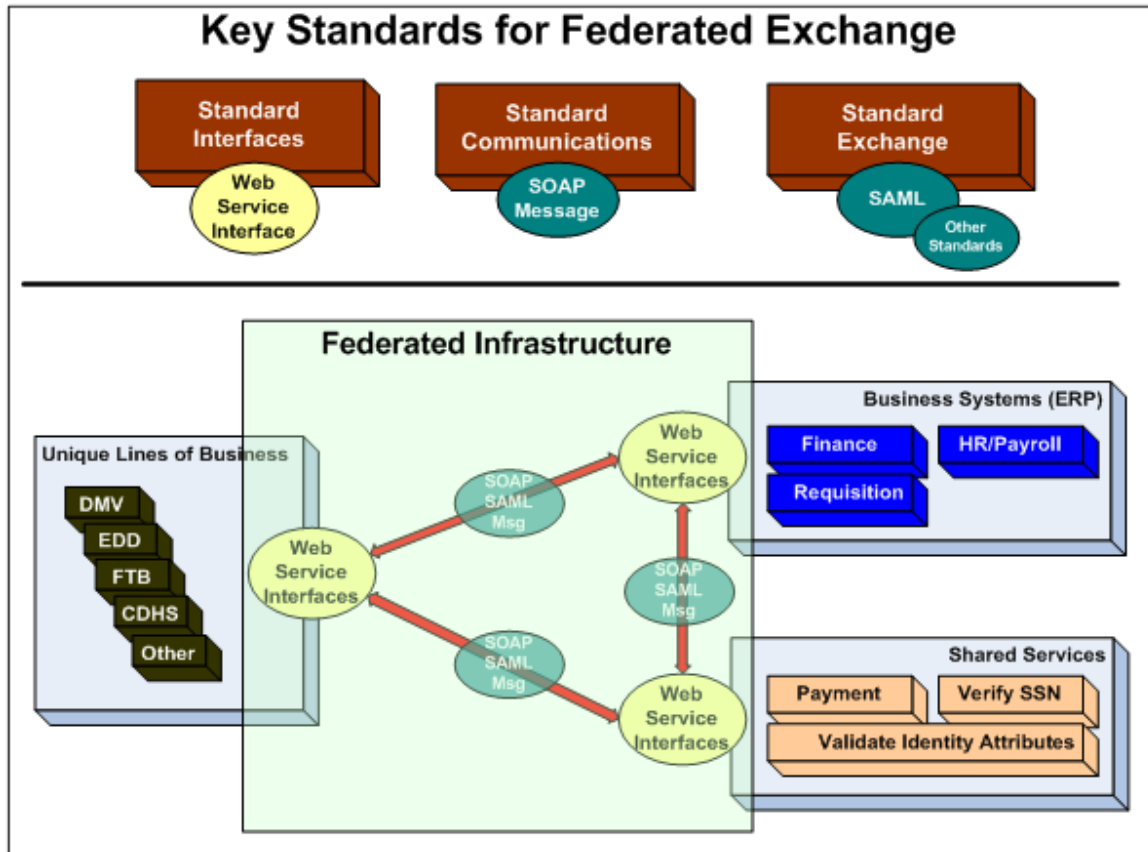 Key Standards for Federated Exchange
Standard
Interfaces
Web
Service
Interface
Standard
Communications
SOAP
Message
Standard
Exchange
SAML
Other
Standards
Federated Infrastructure
Unique Lines of Business
DMV
EDD
FTB
CDHS
Other
Web
Service
Interfaces
SOAP
SAML
Msg
Web
Service
Interfaces
SOAP
SAML
Msg
SOAP
SAML
Msg
Web
Service
Interfaces
Business Systems (ERP)
Finance
HR/Payroll
Requisition
Shared Services
Payment
Verify SSN
Validate Identity Attributes